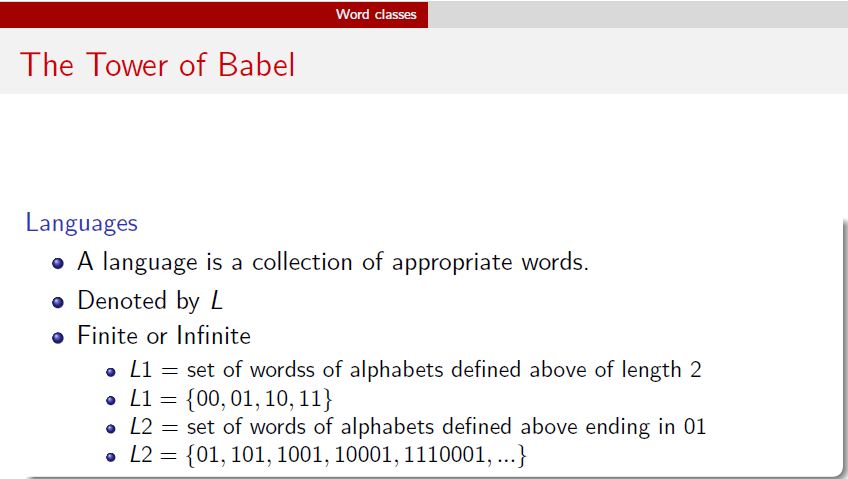 Word classes
The Tower of Babel
Languages
A language is a collection of appropriate words.
Denoted by L
Finite or Infinite
L1 = set of wordss of alphabets defined above of length 2
L1 = {00, 01, 10, 11}
L2 = set of words of alphabets defined above ending in 01
L2 = {01, 101, 1001, 10001, 1110001, ...}